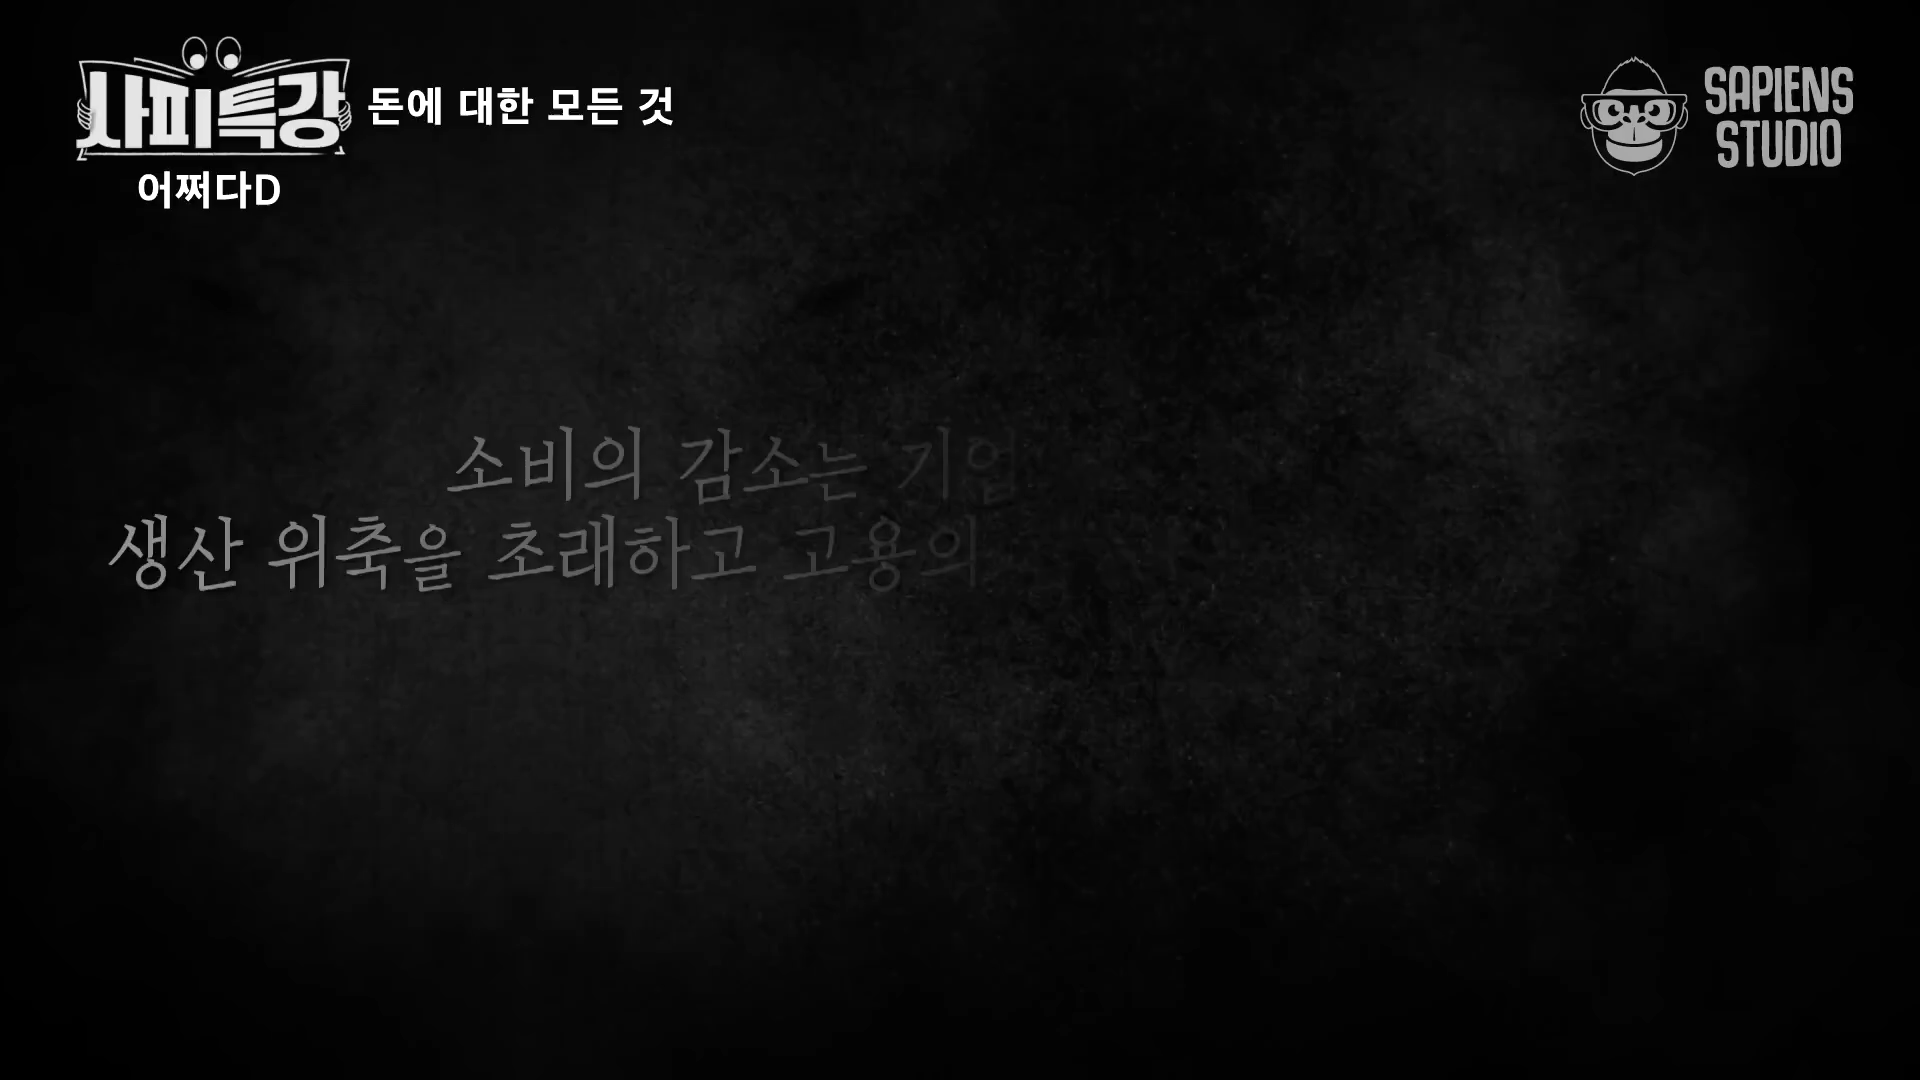 사피특강 돈에 대한 모든 것
어쩌다D
SAPIENS
STUDIO
소비의 감소는 기업
생산 위축을 초래하고 고용의